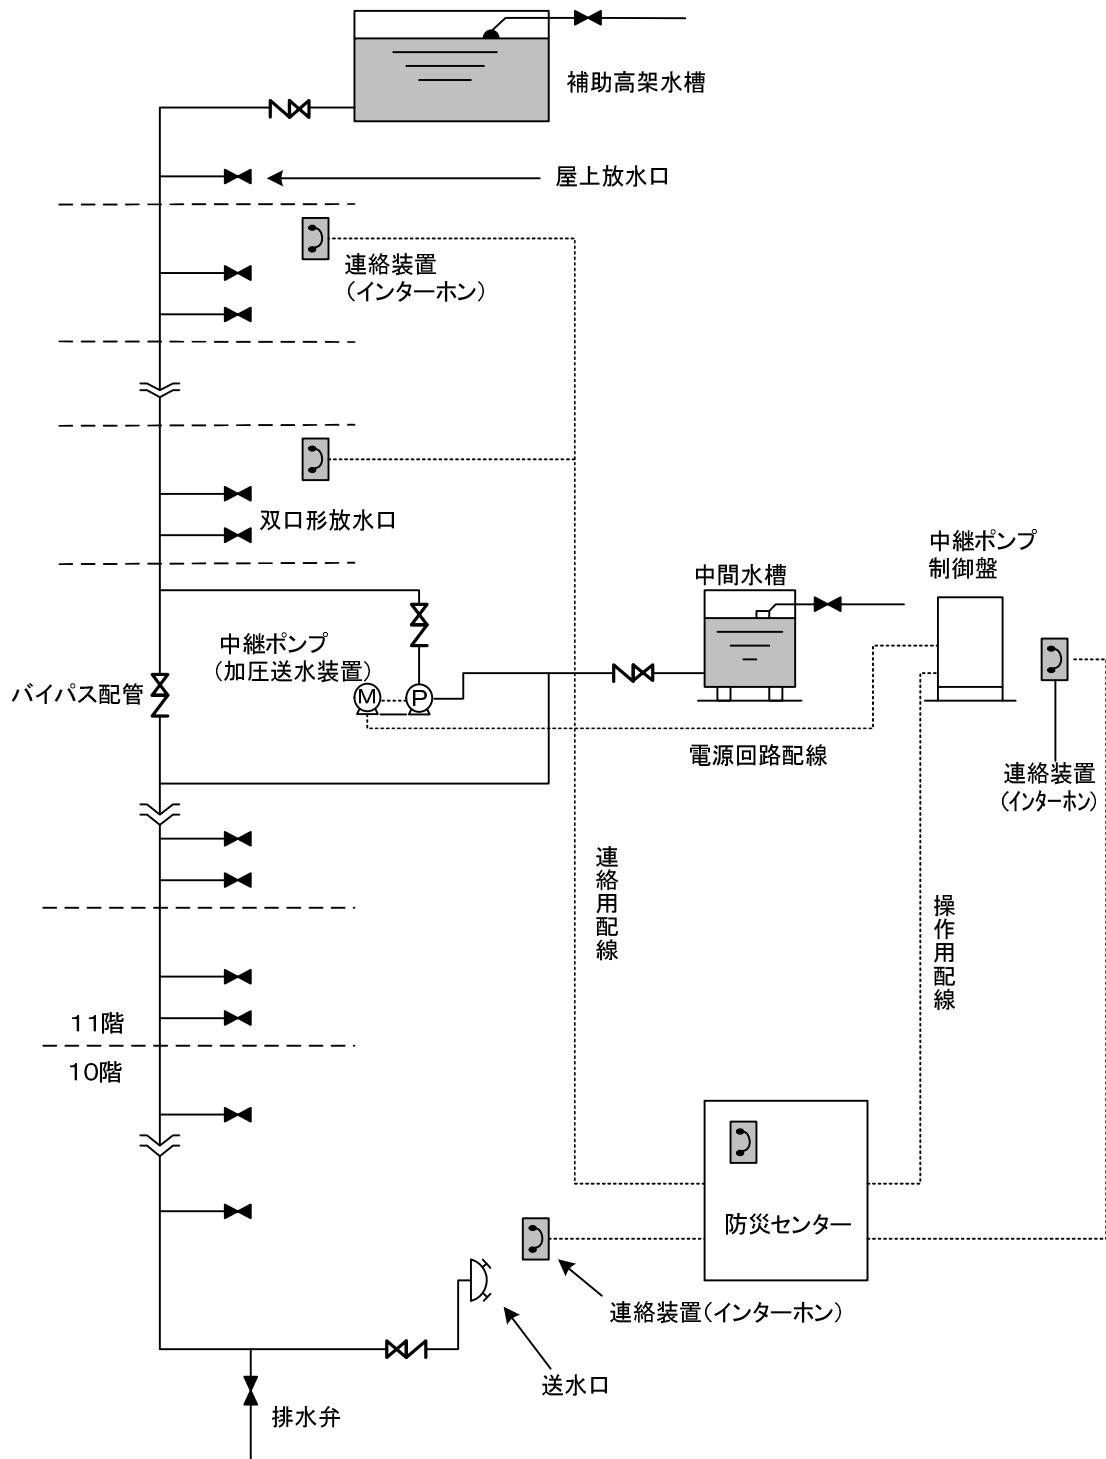 補助高架水槽
屋上放水口
連絡装置
(インターホン)
双口形放水口
中継ポンプ
制御盤
中間水槽
中継ポンプ
(加圧送水装置)
バイパス配管
M
P
電源回路配線
連絡装置
(インターホン)
連絡用配線
操作用配線
11階
10階
防災センター
連絡装置(インターホン)
送水口
排水弁